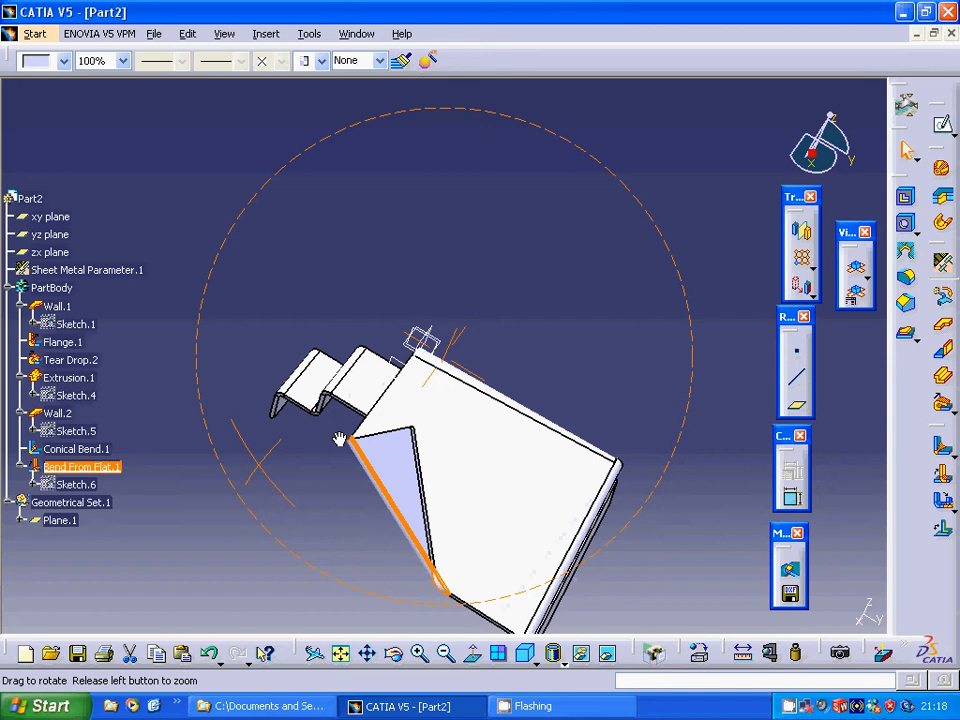 CATIA V5 - [Part2]
Start ENOVIA V5 VPM File Edit View Insert Tools Window Help
100% None
z
y
x
Tr...
Vi...
Part2
xy plane
yz plane
zx plane
Sheet Metal Parameter.1
PartBody
Wall.1
Sketch.1
Flange.1
Tear Drop.2
Extrusion.1
Sketch.4
Wall.2
Sketch.5
Conical Bend.1
Bend From Flat.1
Sketch.6
Geometrical Set.1
Plane.1
R...
C...
M...
z
x y
CATIA
Drag to rotate Release left button to zoom
Start C:\Documents and Se... CATIA V5 - [Part2] Flashing 21:18